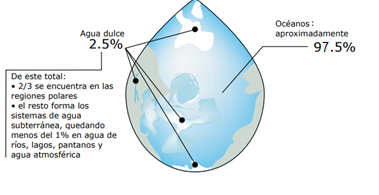 Agua dulce
2.5%
Océanos:
aproximadamente
97.5%
De este total:
• 2/3 se encuentra en las
regiones polares
• el resto forma los
sistemas de agua
subterránea, quedando
menos del 1% en agua de
ríos, lagos, pantanos y
agua atmosférica